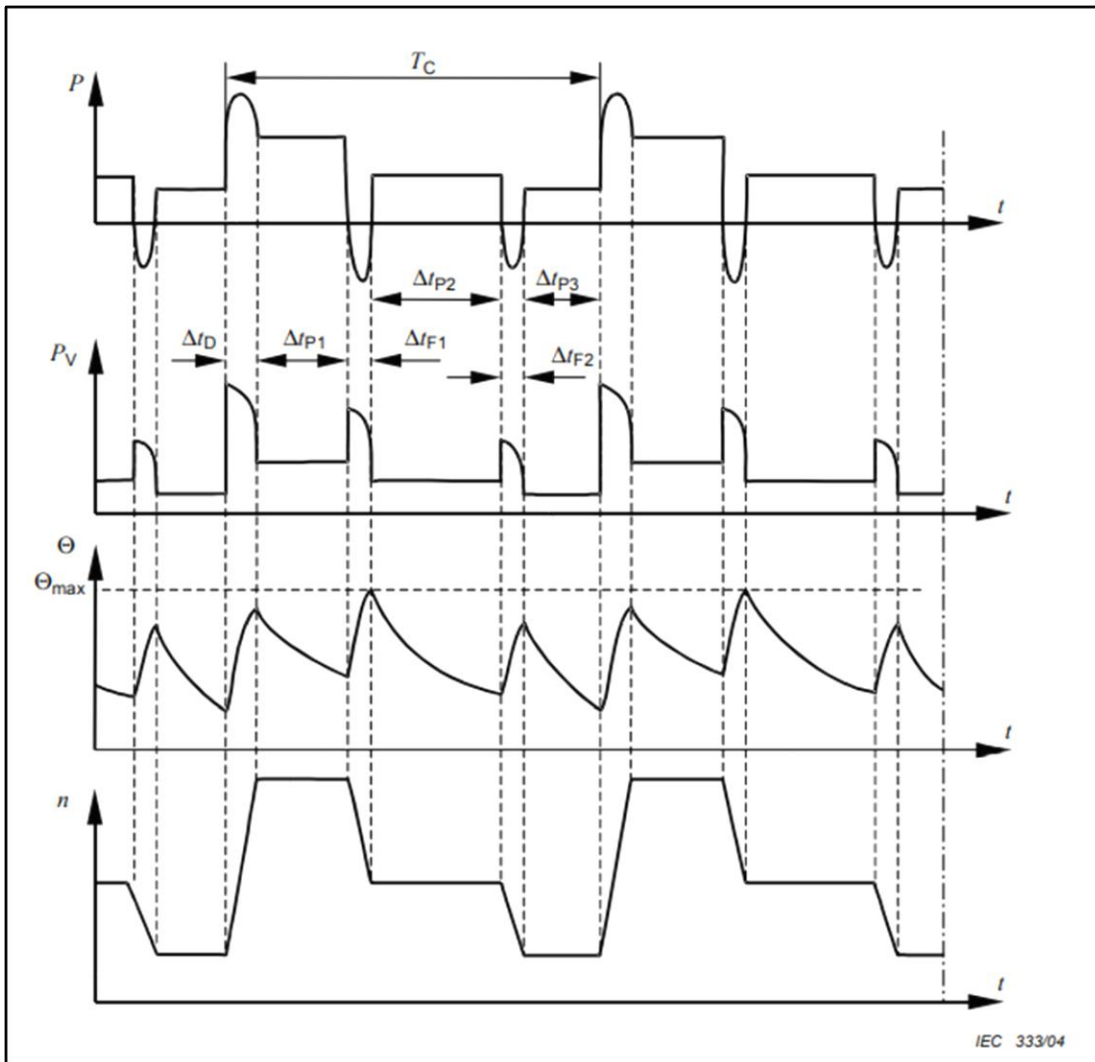 T_C
P
t
Δt_P2
Δt_P3
Δt_D
Δt_P1
Δt_F1
P_V
Δt_F2
t
Θ
Θ_max
t
n
t
IEC 333/04